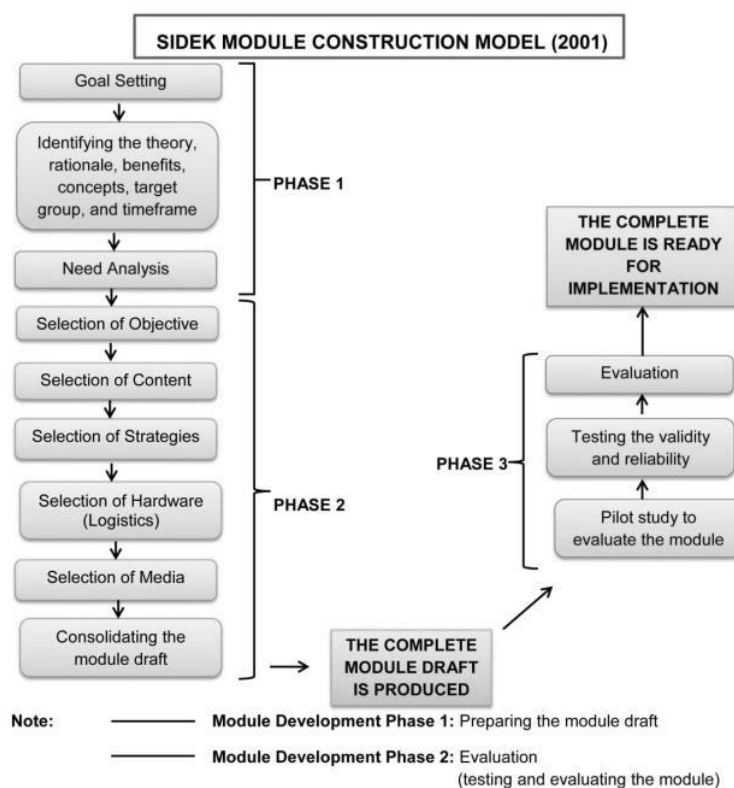 SIDEK MODULE CONSTRUCTION MODEL (2001)
Goal Setting
Identifying the theory,
rationale, benefits,
concepts, target
group, and timeframe
Need Analysis
PHASE 1
Selection of Objective
Selection of Content
Selection of Strategies
Selection of Hardware
(Logistics)
Selection of Media
Consolidating the
module draft
PHASE 2
THE COMPLETE
MODULE DRAFT
IS PRODUCED
PHASE 3
Pilot study to
evaluate the module
Testing the validity
and reliability
Evaluation
THE COMPLETE
MODULE IS READY
FOR
IMPLEMENTATION
Note:
Module Development Phase 1: Preparing the module draft
Module Development Phase 2: Evaluation
(testing and evaluating the module)